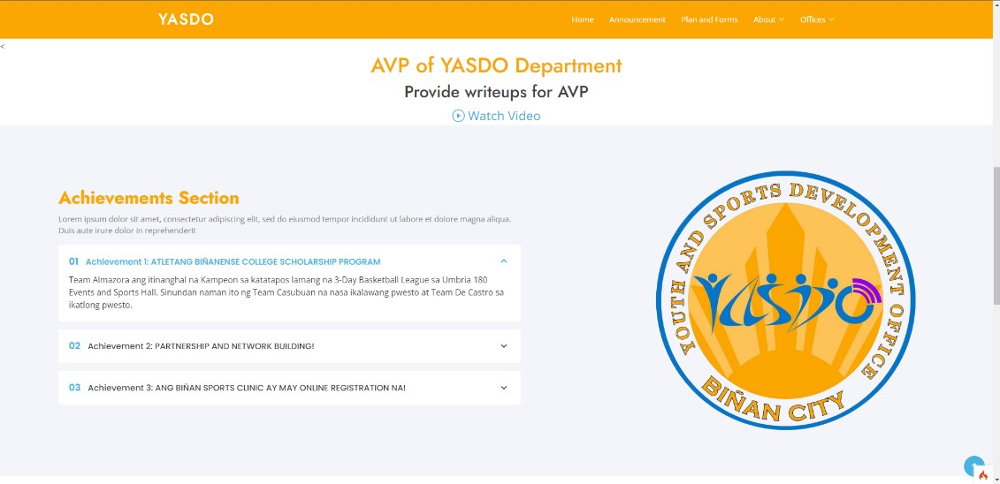 YASDO
Home Announcement Plan and Forms About Offices
<
AVP of YASDO Department
Provide writeups for AVP
Watch Video
Achievements Section
Lorem ipsum dolor sit amet, consectetur adipiscing elit, sed do eiusmod tempor incididunt ut labore et dolore magna aliqua.
Duis aute irure dolor in reprehenderit
01 Achievement 1: ATLETANG BIÑANENSE COLLEGE SCHOLARSHIP PROGRAM
Team Almazora ang itinanghal na Kampeon sa katatapos lamang na 3-Day Basketball League sa Umbria 180
Events and Sports Hall. Sinundan naman ito ng Team Casubuan na nasa ikalawang pwesto at Team De Castro sa
ikatlong pwesto.
02 Achievement 2: PARTNERSHIP AND NETWORK BUILDING!
03 Achievement 3: ANG BIÑAN SPORTS CLINIC AY MAY ONLINE REGISTRATION NA!
YOUTH AND SPORTS DEVELOPMENT OFFICE
YASDO
BIÑAN CITY